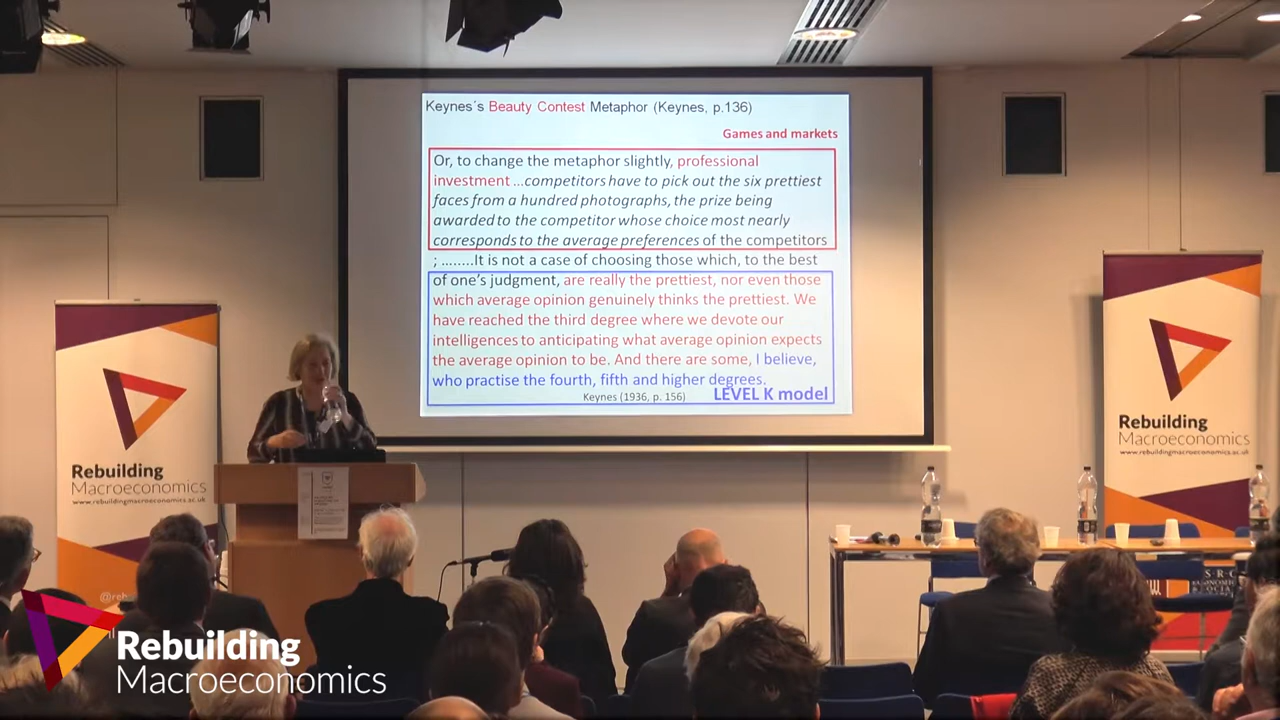 Keynes´s Beauty Contest Metaphor (Keynes, p.136)
Games and markets
Or, to change the metaphor slightly, professional
investment ...competitors have to pick out the six prettiest
faces from a hundred photographs, the prize being
awarded to the competitor whose choice most nearly
corresponds to the average preferences of the competitors
; ........It is not a case of choosing those which, to the best
of one's judgment, are really the prettiest, nor even those
which average opinion genuinely thinks the prettiest. We
have reached the third degree where we devote our
intelligences to anticipating what average opinion expects
the average opinion to be. And there are some, I believe,
who practise the fourth, fifth and higher degrees.
Keynes (1936, p. 156)
LEVEL K model
Rebuilding
Macroeconomics
www.rebuildingmacroeconomics.ac.uk
Rebuilding
Macroeconomics
www.rebuildingmacroeconomics.ac.uk
Rebuilding
Macroeconomics